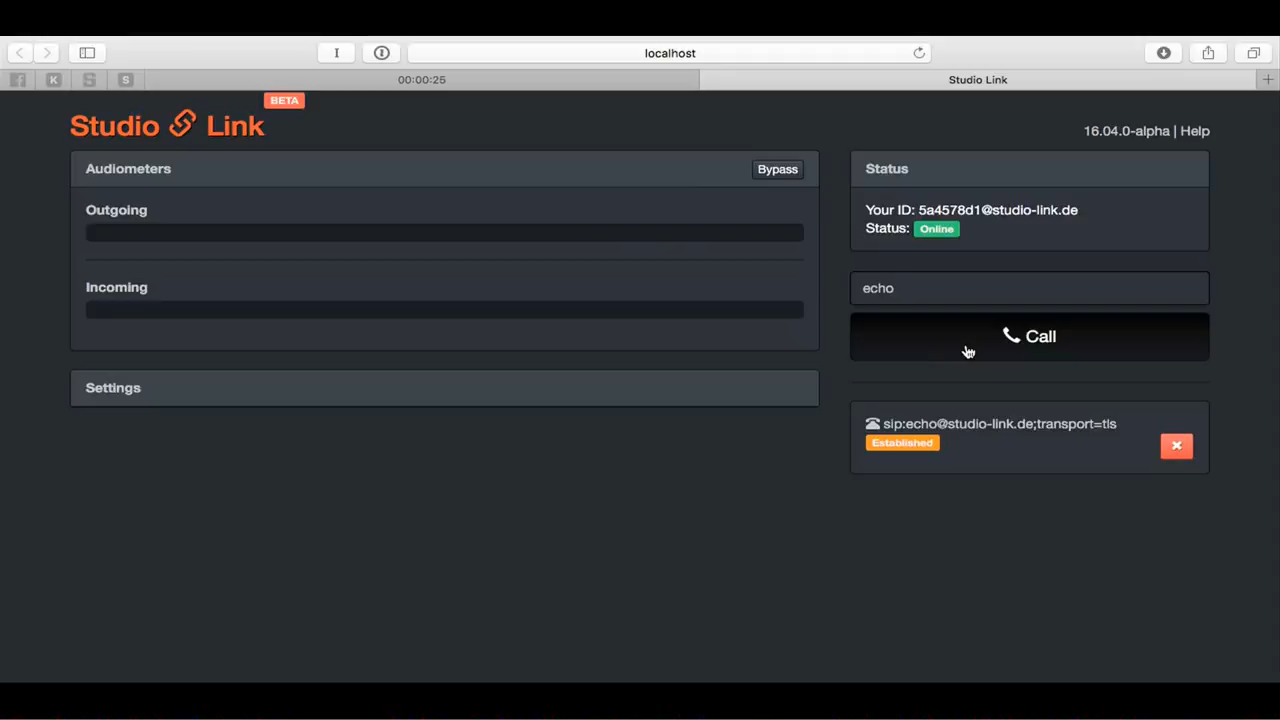 localhost
00:00:25
Studio Link
Studio Link
BETA
16.04.0-alpha | Help
Audiometers
Bypass
Outgoing
Incoming
Settings
Status
Your ID: 5a4578d1@studio-link.de
Status: Online
echo
Call
sip:echo@studio-link.de;transport=tls
Established